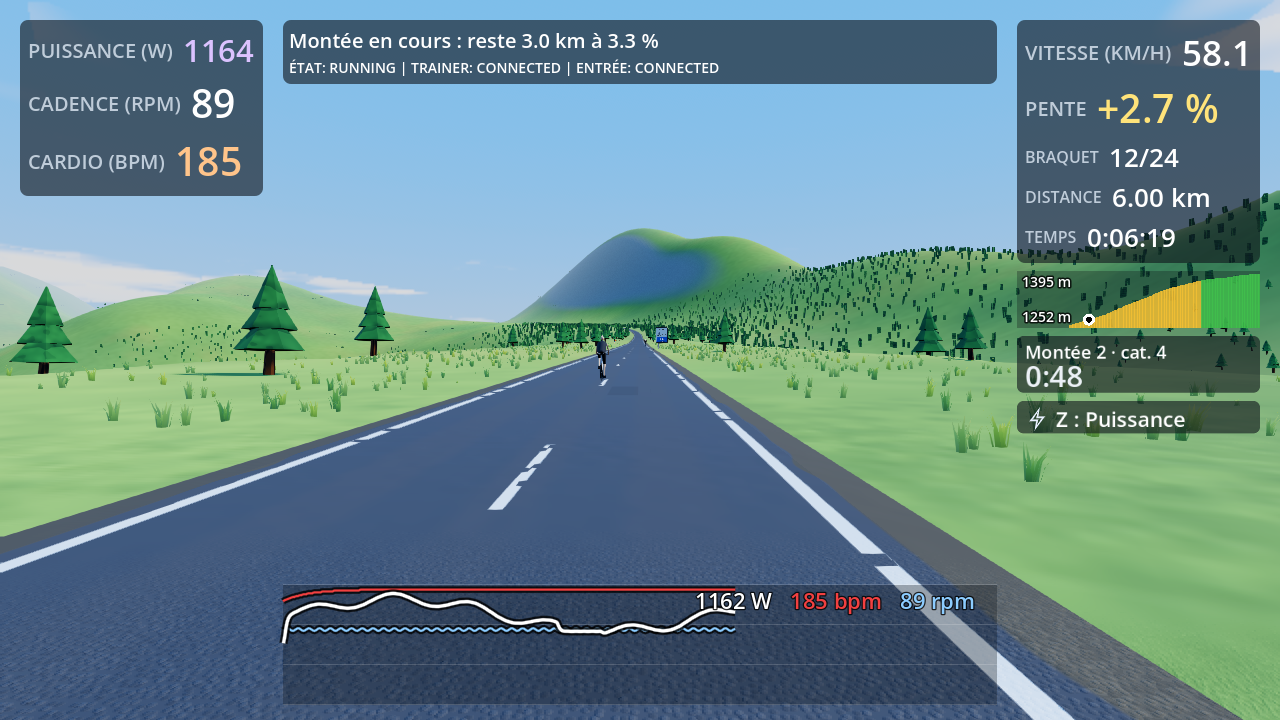 PUISSANCE (W) 1164
CADENCE (RPM) 89
CARDIO (BPM) 185
Montée en cours : reste 3.0 km à 3.3 %
ÉTAT: RUNNING | TRAINER: CONNECTED | ENTRÉE: CONNECTED
VITESSE (KM/H) 58.1
PENTE +2.7 %
BRAQUET 12/24
DISTANCE 6.00 km
TEMPS 0:06:19
1395 m
1252 m
Montée 2 · cat. 4
0:48
Z : Puissance
1162 W 185 bpm 89 rpm